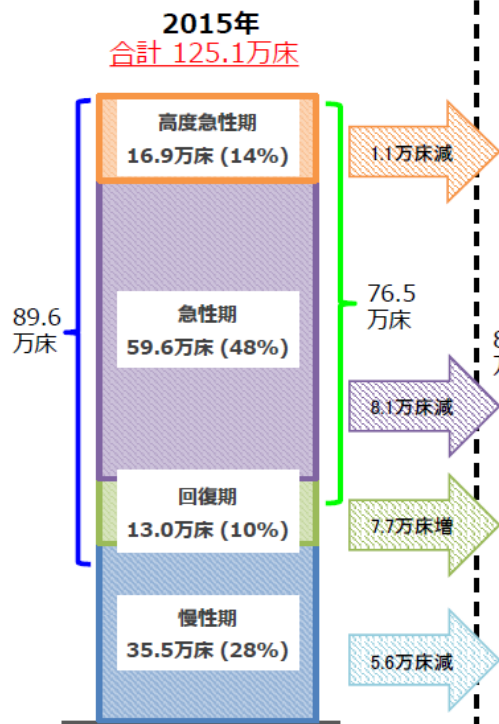 2015年
合計 125.1万床
高度急性期
16.9万床 (14%)
1.1万床減
急性期
59.6万床 (48%)
89.6
万床
76.5
万床
8.1万床減
回復期
13.0万床 (10%)
7.7万床増
慢性期
35.5万床 (28%)
5.6万床減